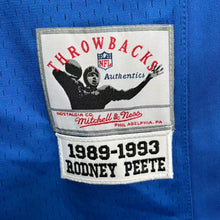 THROWBACKS
NFL
Authentics
NOSTALGIA CO.
Mitchell & Ness
PHILADELPHIA, PA.
1989-1993
RODNEY PEETE